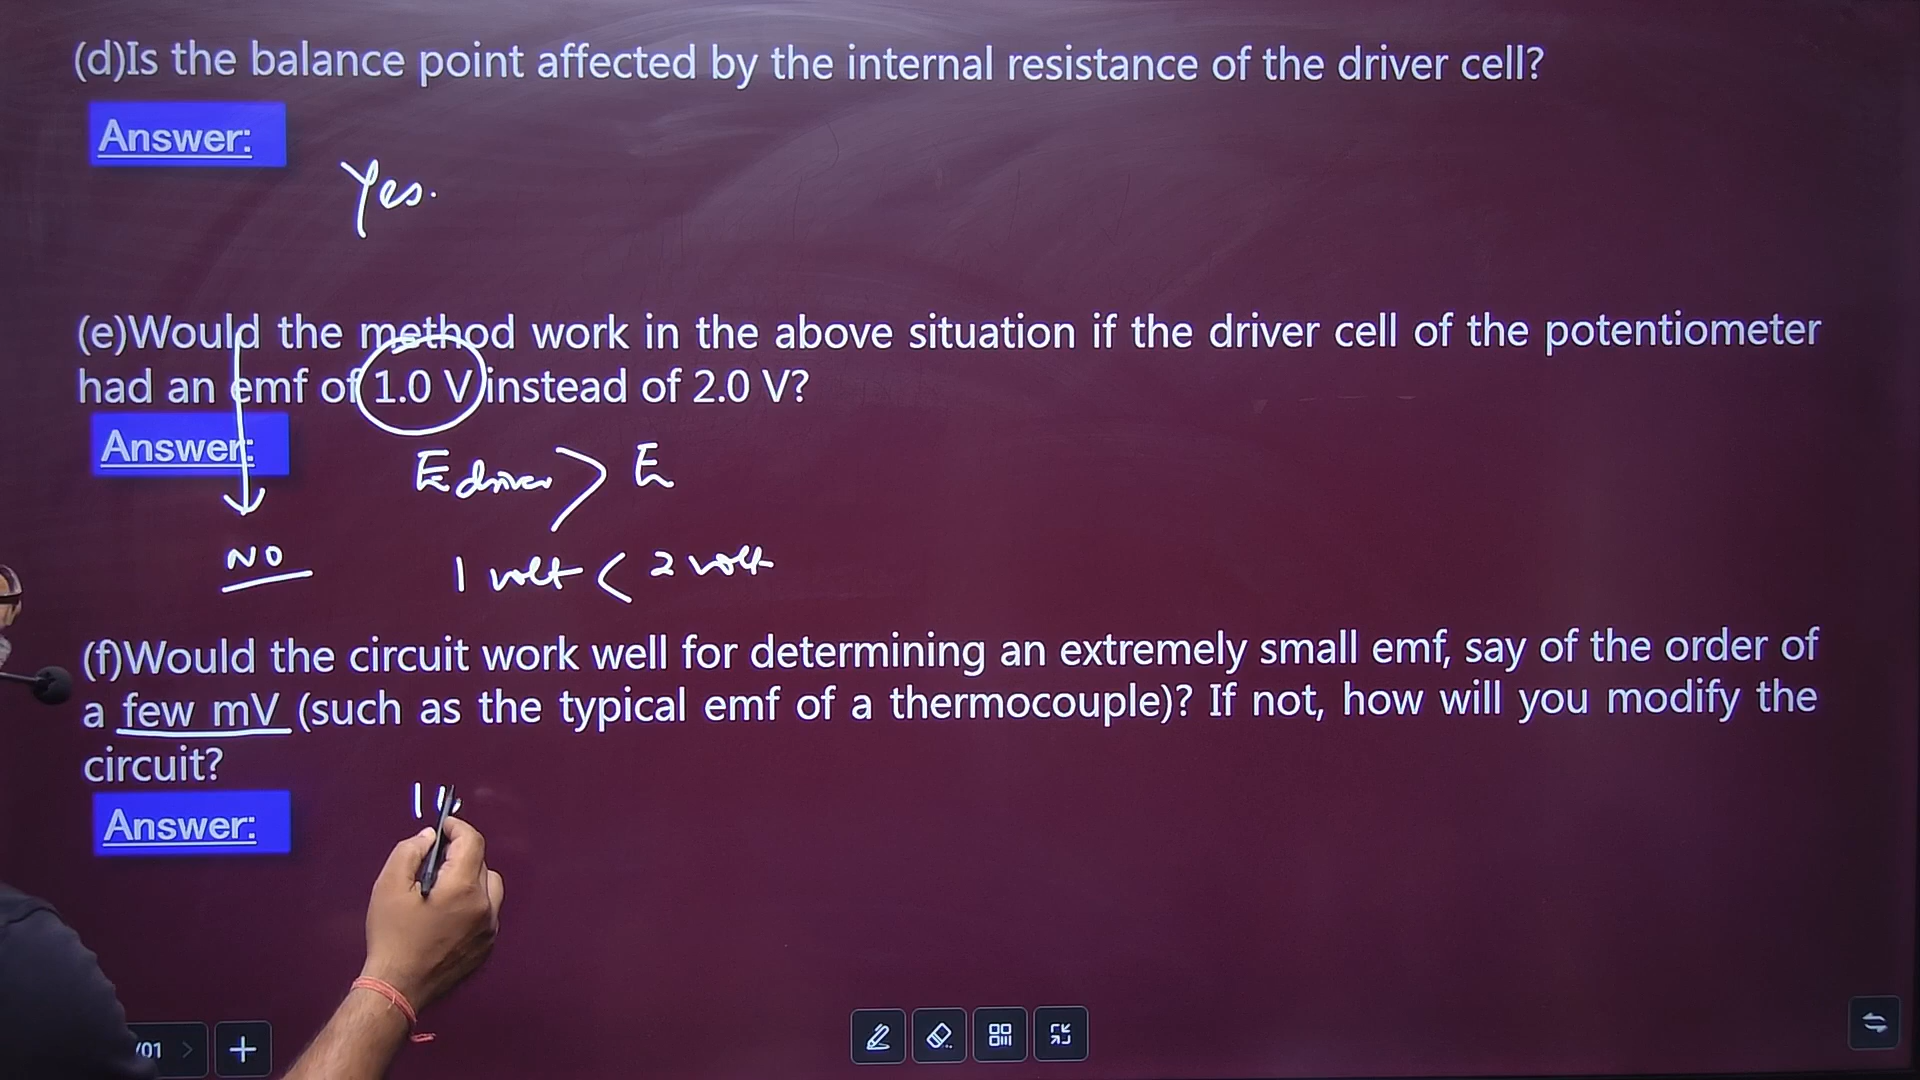 (d)Is the balance point affected by the internal resistance of the driver cell?
Answer:
Yes.
(e)Would the method work in the above situation if the driver cell of the potentiometer
had an emf of 1.0 V instead of 2.0 V?
Answer:
E driver > E
NO
1 volt < 2 volt
(f)Would the circuit work well for determining an extremely small emf, say of the order of
a few mV (such as the typical emf of a thermocouple)? If not, how will you modify the
circuit?
Answer:
/01 >